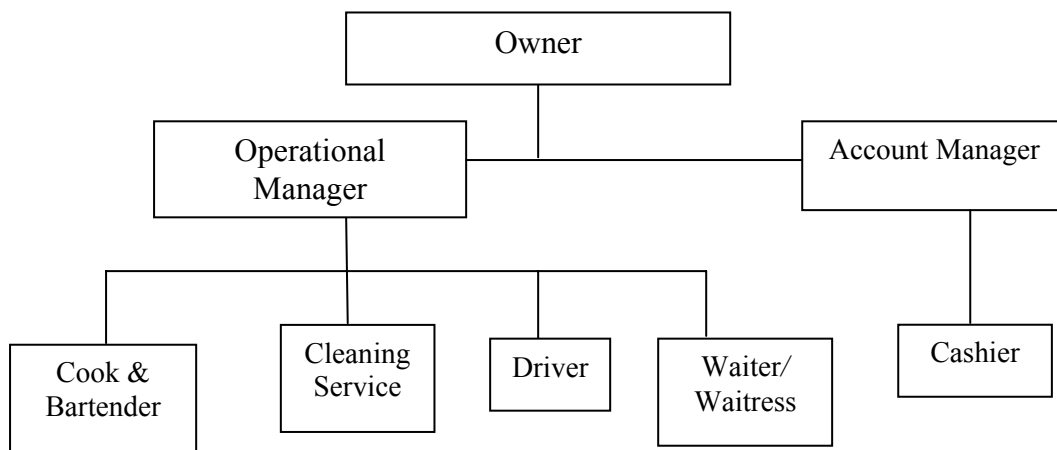 Owner
Operational
Manager
Account Manager
Cook &
Bartender
Cleaning
Service
Driver
Waiter/
Waitress
Cashier